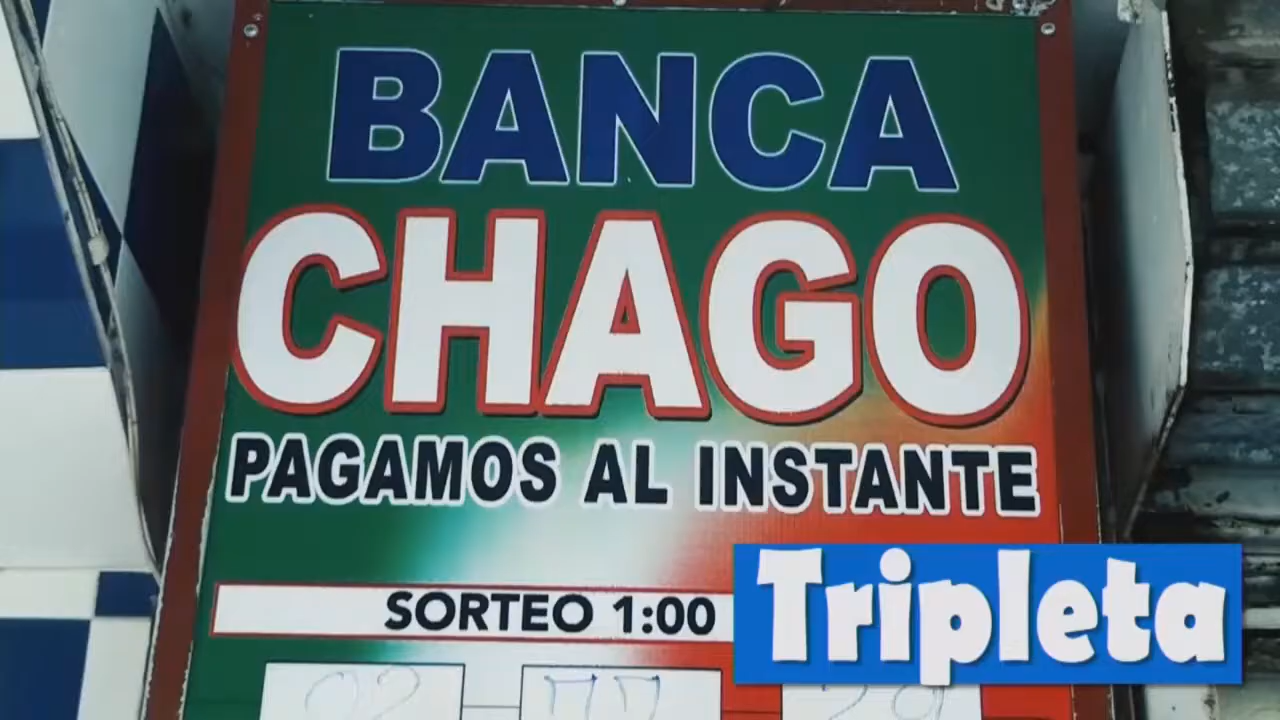 BANCA
CHAGO
PAGAMOS AL INSTANTE
SORTEO 1:00
Tripleta